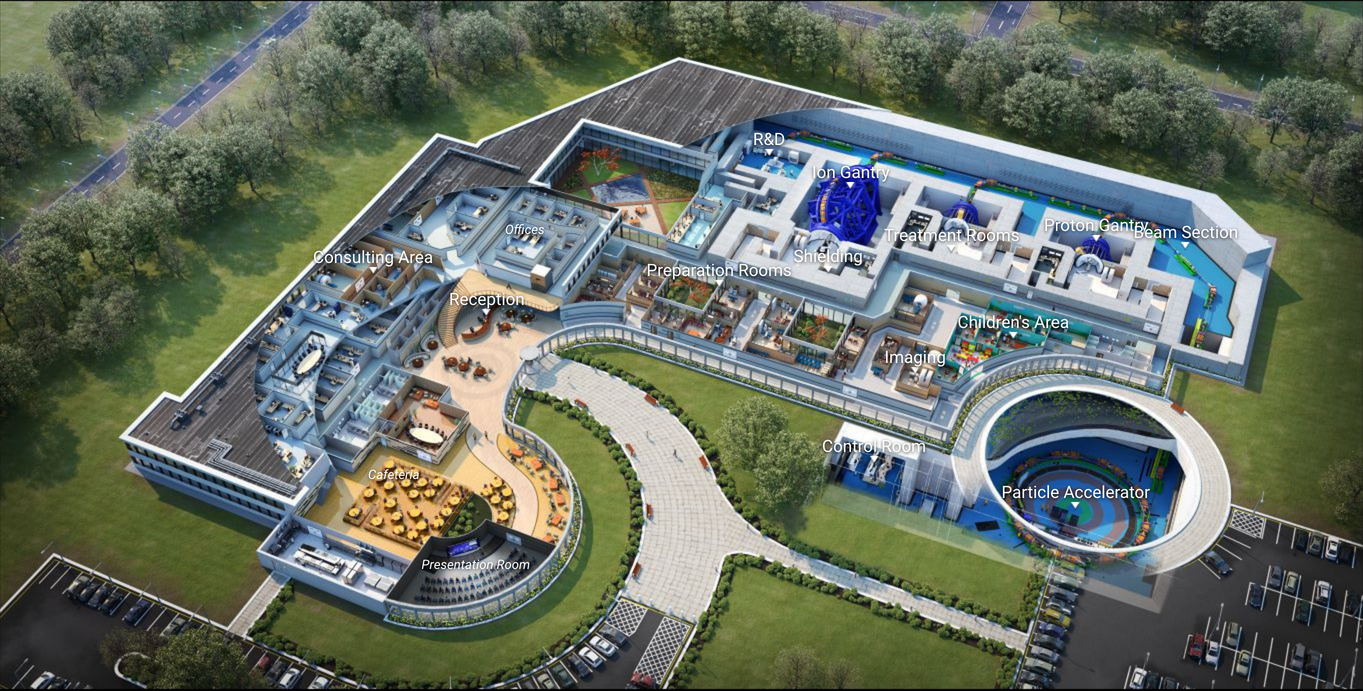 R&D
Ion Gantry
Proton Gantry
Beam Section
Offices
Treatment Rooms
Consulting Area
Shielding
Preparation Rooms
Reception
Children's Area
Imaging
Control Room
Cafeteria
Particle Accelerator
Presentation Room